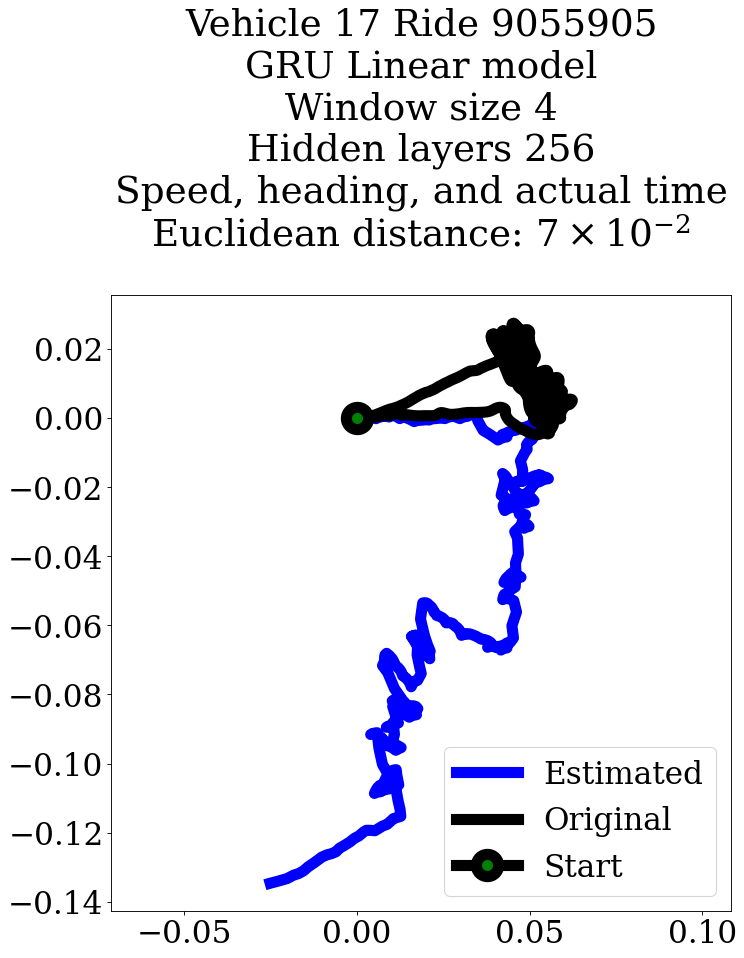 Vehicle 17 Ride 9055905
GRU Linear model
Window size 4
Hidden layers 256
Speed, heading, and actual time
Euclidean distance: 7 × 10⁻²
0.02
0.00
−0.02
−0.04
−0.06
−0.08
−0.10
−0.12
−0.14
Estimated
Original
Start
−0.05
0.00
0.05
0.10